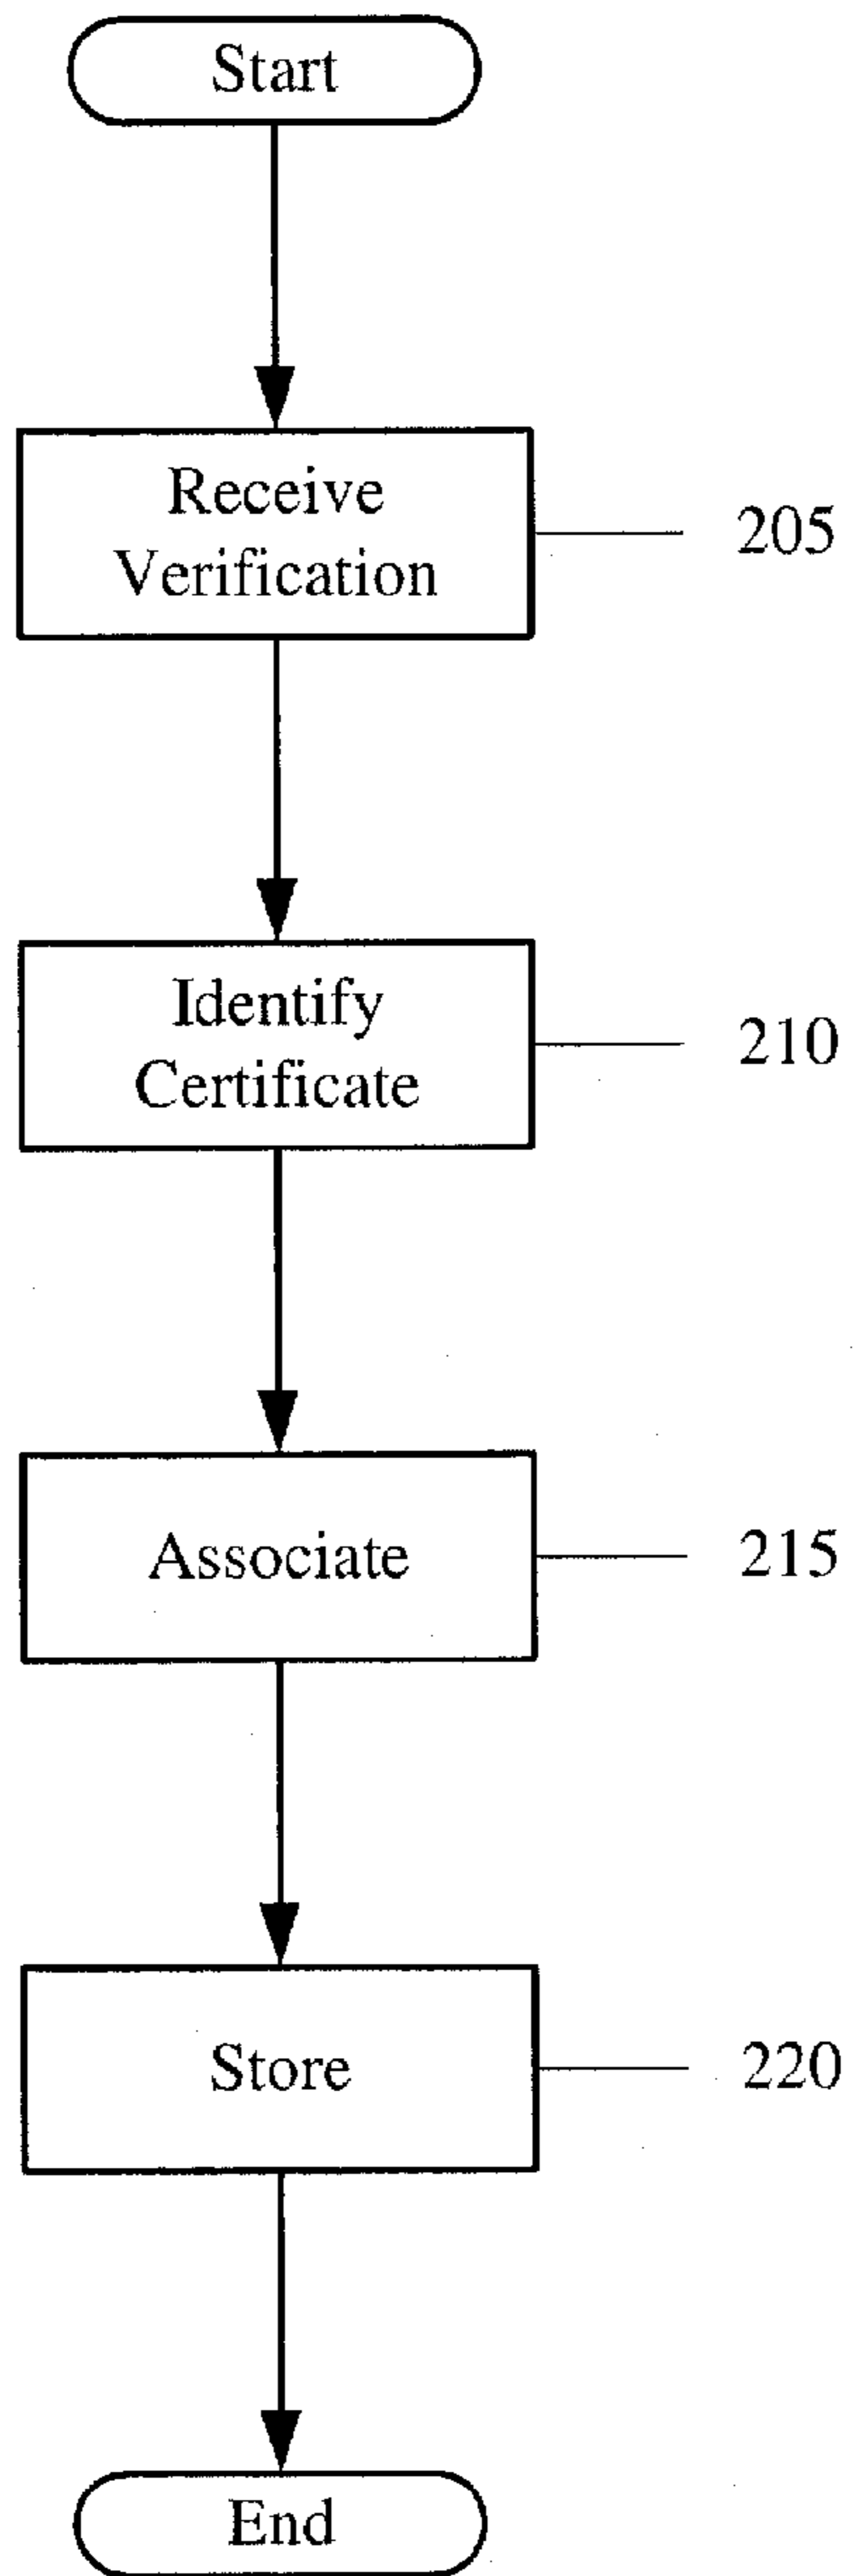 Start
Receive
Verification
205
Identify
Certificate
210
Associate
215
Store
220
End